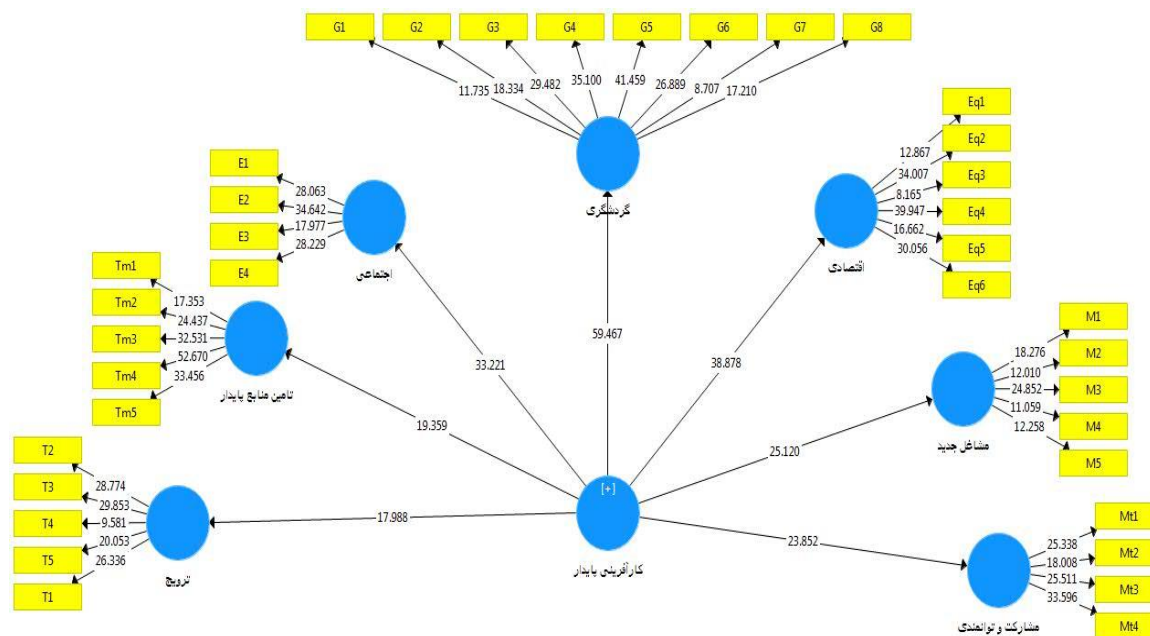 G1 G2 G3 G4 G5 G6 G7 G8
11.735 18.334 29.482 35.100 41.459 26.889 8.707 17.210
گردشگری
E1
E2
E3
E4
28.063
34.642
17.977
28.229
اجتماعی
Eq1
Eq2
Eq3
Eq4
Eq5
Eq6
12.867
34.007
8.165
39.947
16.662
30.056
اقتصادی
Tm1
Tm2
Tm3
Tm4
Tm5
17.353
24.437
32.531
52.670
33.456
تامین منابع پایدار
M1
M2
M3
M4
M5
18.276
12.010
24.852
11.059
12.258
مشاغل جدید
T2
T3
T4
T5
T1
28.774
29.853
9.581
20.053
26.336
ترویج
Mt1
Mt2
Mt3
Mt4
25.338
18.008
25.511
33.596
مشارکت و توانمندی
59.467
33.221
38.878
19.359
25.120
17.988
23.852
[+]
کارآفرینی پایدار